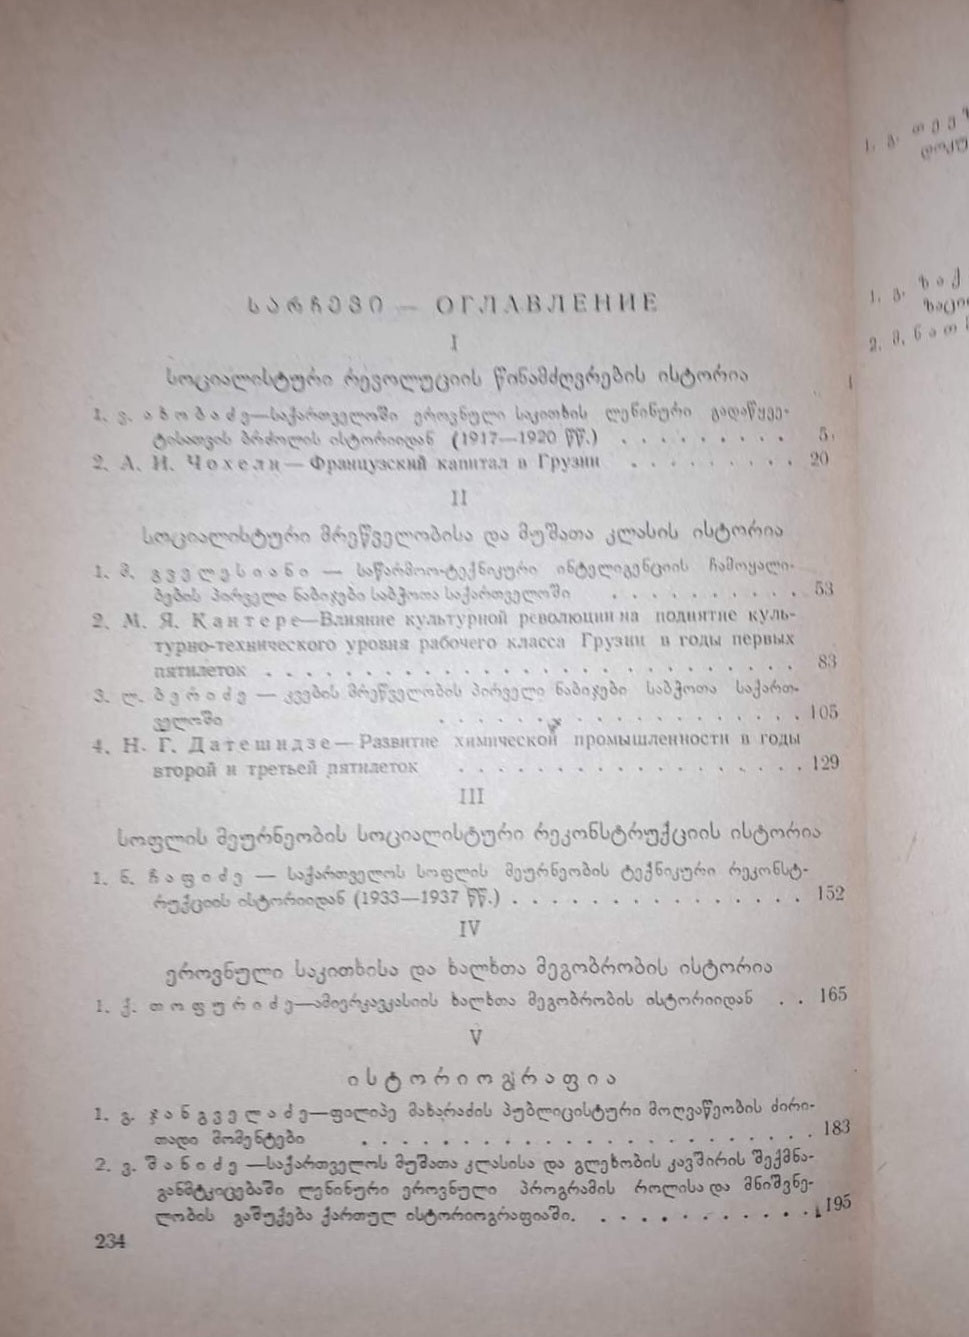 სარჩევი — ОГЛАВЛЕНИЕ
I
სოციალისტური რევოლუციის წინამძღვრების ისტორია
1. ვ. აბობაძე—საქართველოში ეროვნული საკითხის ლენინური გადაწყვე-
ტისათვის ბრძოლის ისტორიიდან (1917—1920 წწ.) . . . . . . . . . 5
2. А. И. Чохели — Французский капитал в Грузии . . . . . . . . . 20
II
სოციალისტური მრეწველობისა და მუშათა კლასის ისტორია
1. მ. გველესიანი — საწარმოო-ტექნიკური ინტელიგენციის ჩამოყალი-
ბების პირველი ნაბიჯები საბჭოთა საქართველოში . . . . . . . . . 53
2. М. Я. Кантере—Влияние культурной революции на поднятие куль-
турно-технического уровня рабочего класса Грузии в годы первых
пятилеток . . . . . . . . . . . . . . . . . . . . . 83
3. ლ. ბერიძე — კვების მრეწველობის პირველი ნაბიჯები საბჭოთა საქართ-
ველოში . . . . . . . . . . . . . . . . . 105
4. Н. Г. Датешидзе — Развитие химической промышленности в годы
второй и третьей пятилеток . . . . . . . . . . . . . . . . 129
III
სოფლის მეურნეობის სოციალისტური რეკონსტრუქციის ისტორია
1. ნ. ჩაფიძე — საქართველოს სოფლის მეურნეობის ტექნიკური რეკონსტ-
რუქციის ისტორიიდან (1933—1937 წწ.) . . . . . . . . . . . . . 152
IV
ეროვნული საკითხისა და ხალხთა მეგობრობის ისტორია
1. ქ. თოფურიძე—ამიერკავკასიის ხალხთა მეგობრობის ისტორიიდან . . 165
V
ისტორიოგრაფია
1. გ. ჯანგველაძე—ფილიპე მახარაძის პუბლიცისტური მოღვაწეობის ძირი-
თადი მომენტები . . . . . . . . . . . . . . . . . . . . 183
2. ვ. შანიძე —საქართველოს მუშათა კლასისა და გლეხობის კავშირის შექმნა-
განმტკიცებაში ლენინური ეროვნული პროგრამის როლისა და მნიშვნე-
ლობის გაშუქება ქართულ ისტორიოგრაფიაში. . . . . . . . . . . . 195
234
1. გ.
1. გ.
2. მ.